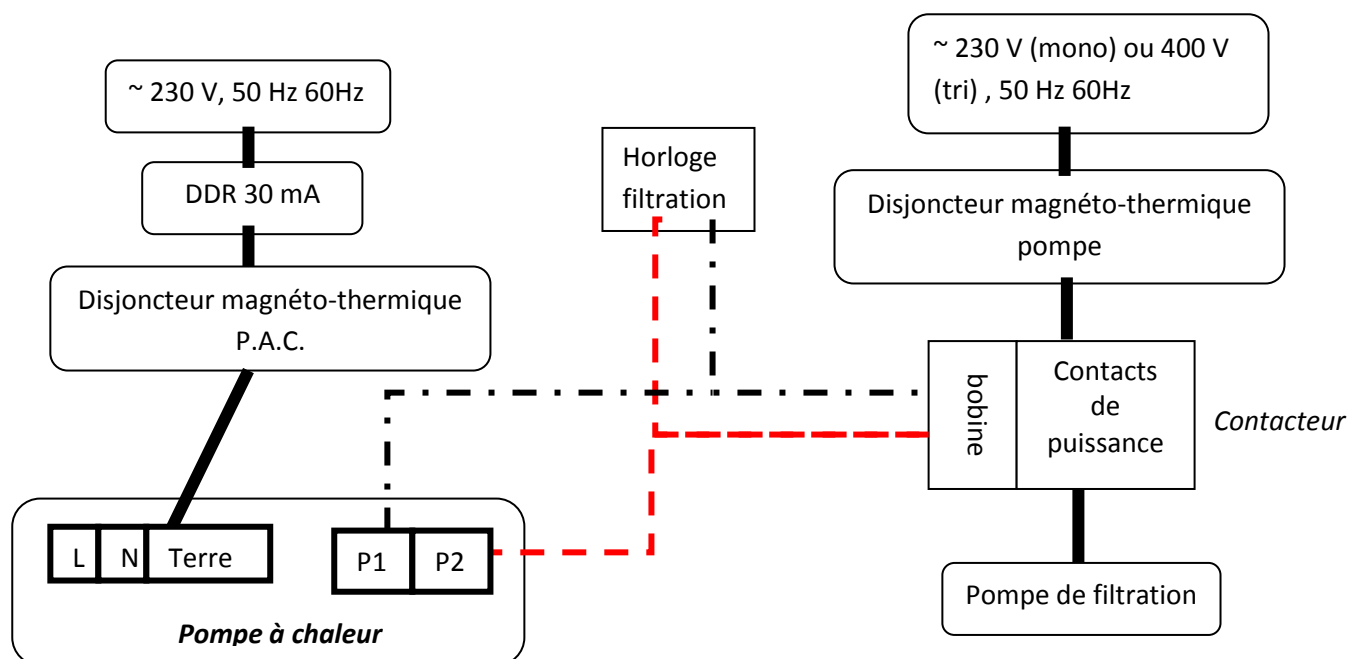 ~ 230 V, 50 Hz 60Hz
DDR 30 mA
Disjoncteur magnéto-thermique
P.A.C.
L
N
Terre
P1
P2
Pompe à chaleur
Horloge
filtration
~ 230 V (mono) ou 400 V
(tri) , 50 Hz 60Hz
Disjoncteur magnéto-thermique
pompe
bobine
Contacts
de
puissance
Contacteur
Pompe de filtration